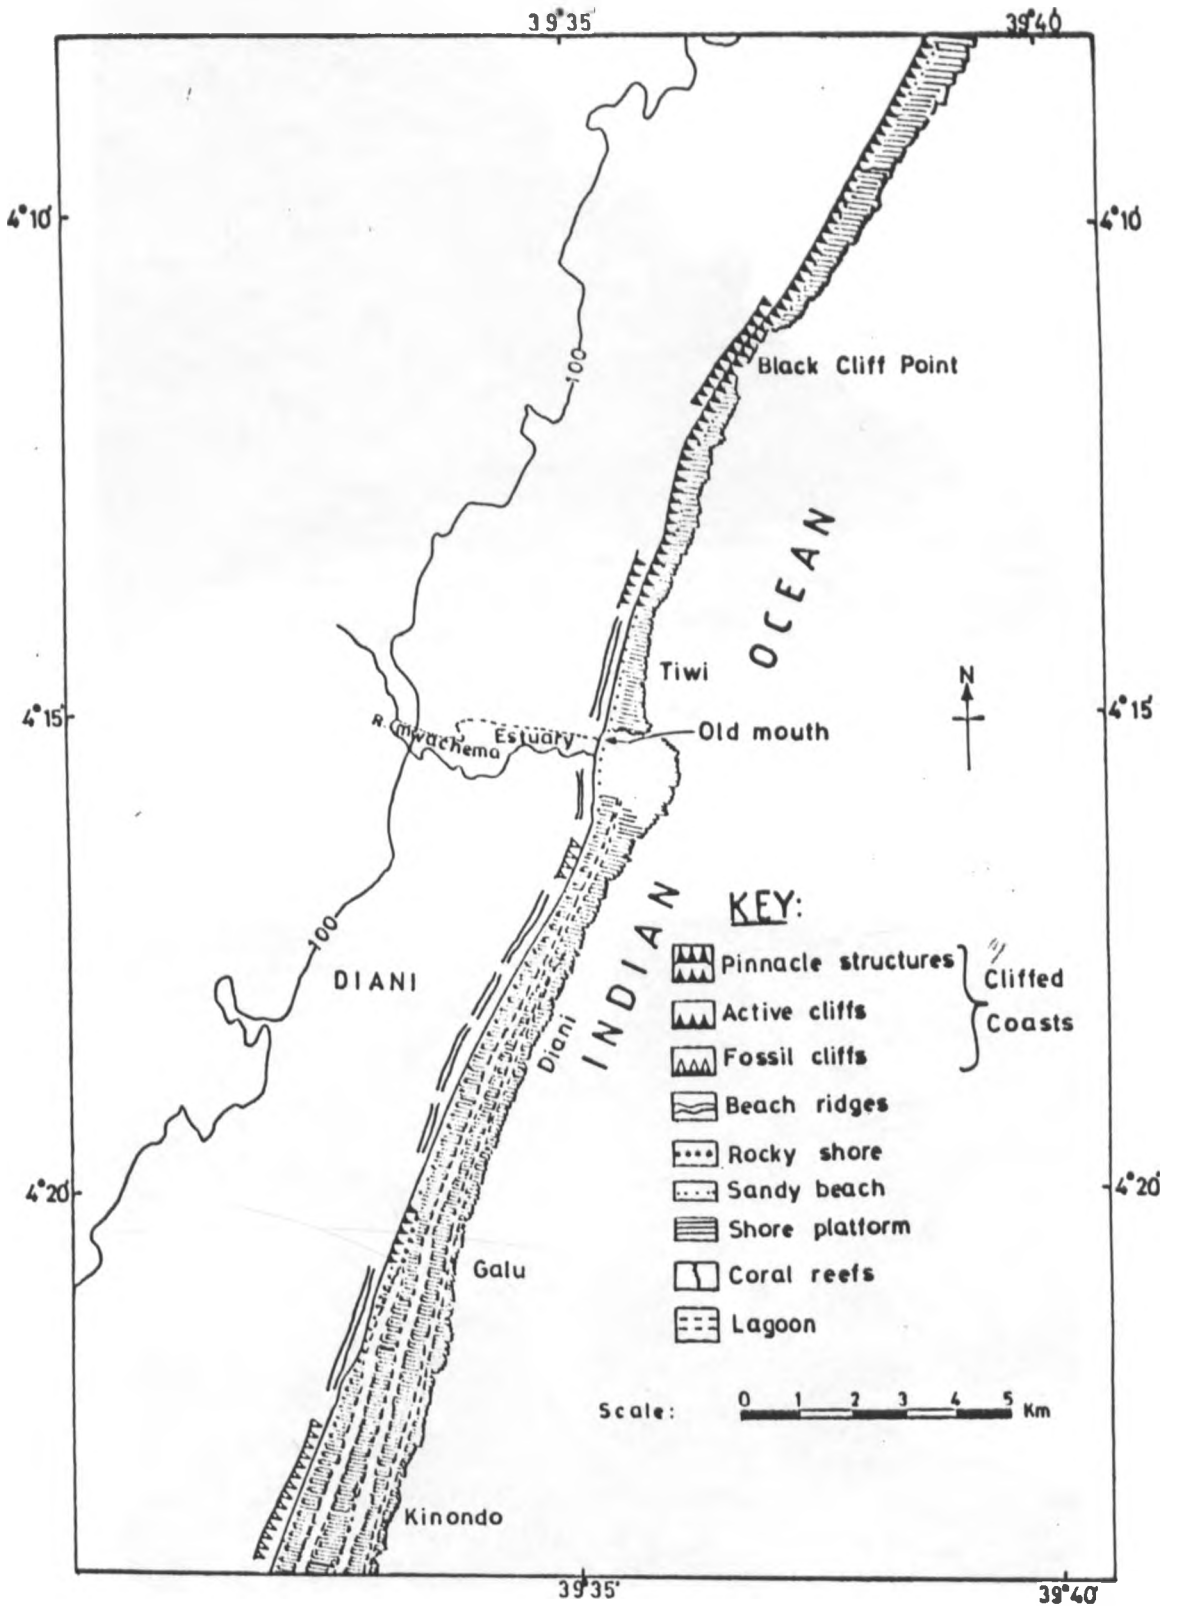 39°35'
39°40'
4°10'
4°10'
100
Black Cliff Point
OCEAN
Tiwi
N
4°15'
4°15'
R. mwachema
Estuary
Old mouth
INDIAN
100
DIANI
Diani
KEY:
Pinnacle structures
Active cliffs
Fossil cliffs
Cliffed
Coasts
Beach ridges
Rocky shore
Sandy beach
Shore platform
Coral reefs
Lagoon
4°20'
4°20'
Galu
Scale: 0 1 2 3 4 5 Km
Kinondo
39°35'
39°40'